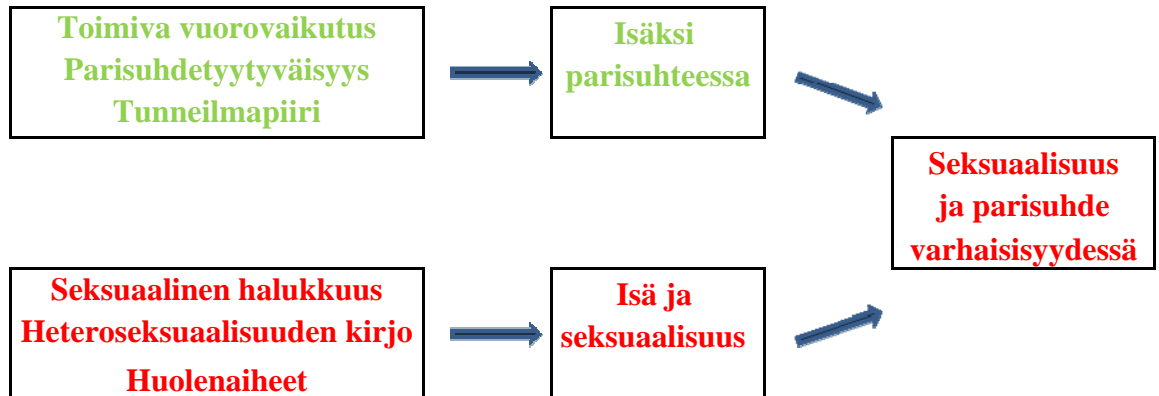 Toimiva vuorovaikutus
Parisuhdetyytyväisyys
Tunneilmapiiri
Isäksi
parisuhteessa
Seksuaalisuus
ja parisuhde
varhaisisyydessä
Seksuaalinen halukkuus
Heteroseksuaalisuuden kirjo
Huolenaiheet
Isä ja
seksuaalisuus